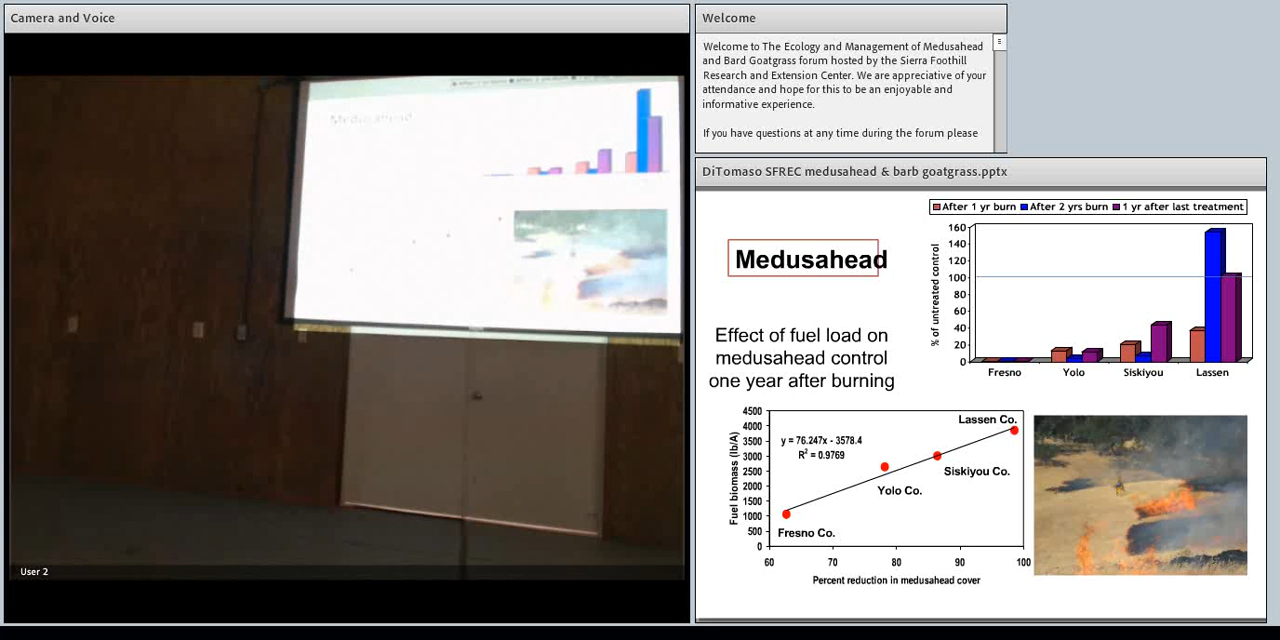 Camera and Voice
Medusahead
User 2
Welcome
Welcome to The Ecology and Management of Medusahead
and Bard Goatgrass forum hosted by the Sierra Foothill
Research and Extension Center. We are appreciative of your
attendance and hope for this to be an enjoyable and
informative experience.
If you have questions at any time during the forum please
DiTomaso SFREC medusahead & barb goatgrass.pptx
After 1 yr burn After 2 yrs burn 1 yr after last treatment
Medusahead
% of untreated control
160
140
120
100
80
60
40
20
0
Fresno Yolo Siskiyou Lassen
Effect of fuel load on
medusahead control
one year after burning
Fuel biomass (lb/A)
4500
4000
3500
3000
2500
2000
1500
1000
500
0
y = 76.247x - 3578.4
R² = 0.9769
Lassen Co.
Siskiyou Co.
Yolo Co.
Fresno Co.
60 70 80 90 100
Percent reduction in medusahead cover